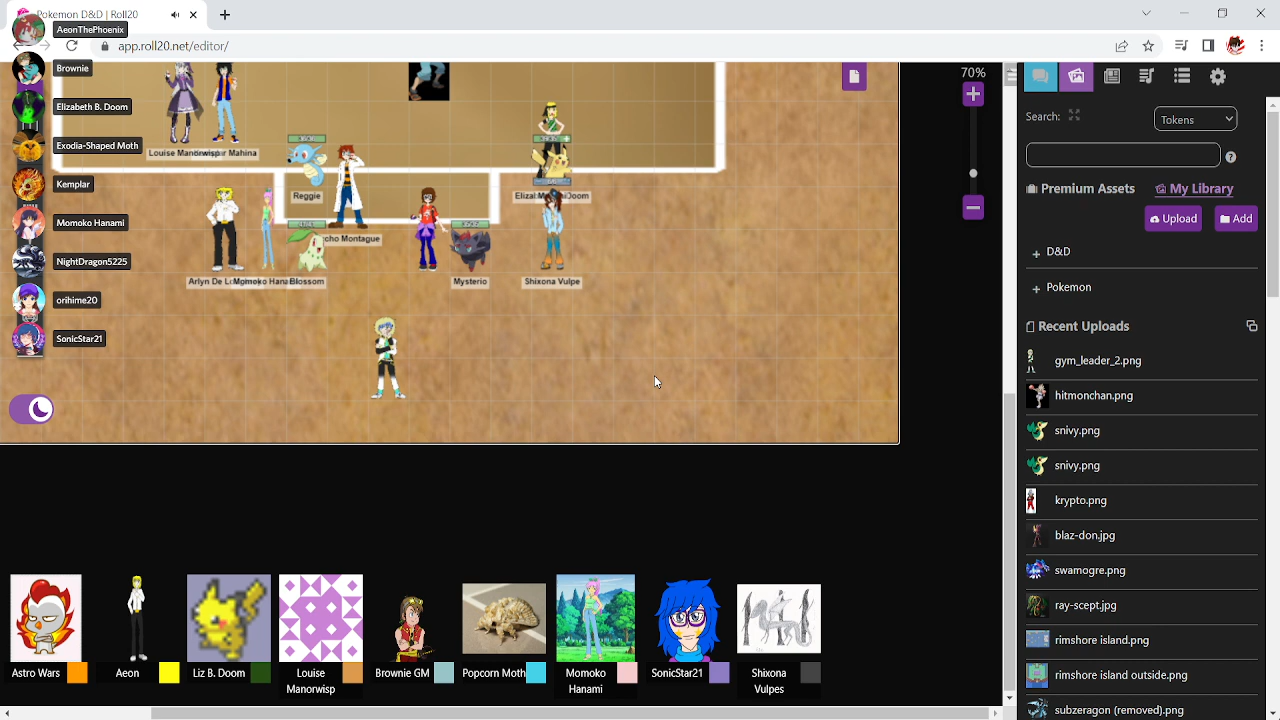 Pokemon D&D | Roll20
AeonThePhoenix
app.roll20.net/editor/
Brownie
Elizabeth B. Doom
Exodia-Shaped Moth
Kemplar
Momoko Hanami
NightDragon5225
orihime20
SonicStar21
Mahina
Reggie
Montague
Blossom
Mysterio
Shixona Vulpe
70%
Search:
Tokens
Premium Assets
My Library
Upload
Add
D&D
Pokemon
Recent Uploads
gym_leader_2.png
hitmonchan.png
snivy.png
snivy.png
krypto.png
blaz-don.jpg
swamogre.png
ray-scept.jpg
rimshore island.png
rimshore island outside.png
subzeragon (removed).png
Astro Wars
Aeon
Liz B. Doom
Louise
Manorwisp
Brownie GM
Popcorn Moth
Momoko
Hanami
SonicStar21
Shixona
Vulpes